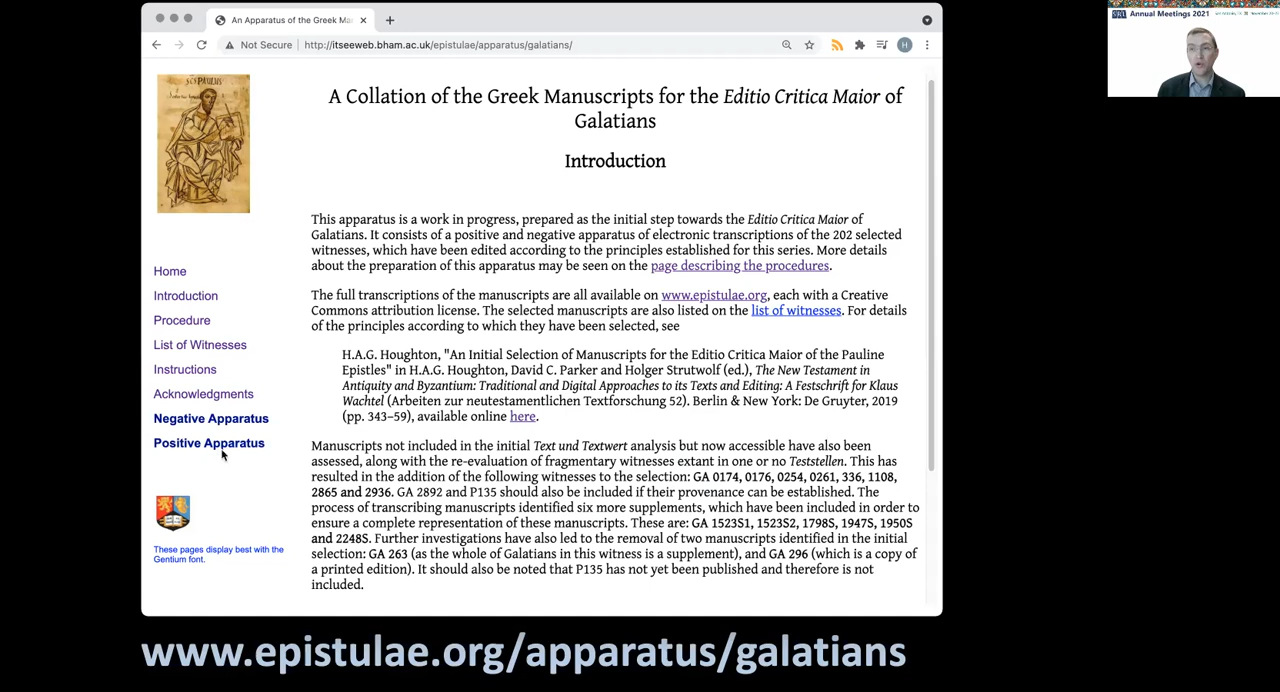 An Apparatus of the Greek Ma
Not Secure
http://itseeweb.bham.ac.uk/epistulae/apparatus/galatians/
H
Annual Meetings 2021
A Collation of the Greek Manuscripts for the Editio Critica Maior of
Galatians
Introduction
Home
Introduction
Procedure
List of Witnesses
Instructions
Acknowledgments
Negative Apparatus
Positive Apparatus
These pages display best with the
Gentium font.
This apparatus is a work in progress, prepared as the initial step towards the Editio Critica Maior of
Galatians. It consists of a positive and negative apparatus of electronic transcriptions of the 202 selected
witnesses, which have been edited according to the principles established for this series. More details
about the preparation of this apparatus may be seen on the page describing the procedures.
The full transcriptions of the manuscripts are all available on www.epistulae.org, each with a Creative
Commons attribution license. The selected manuscripts are also listed on the list of witnesses. For details
of the principles according to which they have been selected, see
H.A.G. Houghton, "An Initial Selection of Manuscripts for the Editio Critica Maior of the Pauline
Epistles" in H.A.G. Houghton, David C. Parker and Holger Strutwolf (ed.), The New Testament in
Antiquity and Byzantium: Traditional and Digital Approaches to its Texts and Editing: A Festschrift for Klaus
Wachtel (Arbeiten zur neutestamentlichen Textforschung 52). Berlin & New York: De Gruyter, 2019
(pp. 343–59), available online here.
Manuscripts not included in the initial Text und Textwert analysis but now accessible have also been
assessed, along with the re-evaluation of fragmentary witnesses extant in one or no Teststellen. This has
resulted in the addition of the following witnesses to the selection: GA 0174, 0176, 0254, 0261, 336, 1108,
2865 and 2936. GA 2892 and P135 should also be included if their provenance can be established. The
process of transcribing manuscripts identified six more supplements, which have been included in order to
ensure a complete representation of these manuscripts. These are: GA 1523S1, 1523S2, 1798S, 1947S, 1950S
and 2248S. Further investigations have also led to the removal of two manuscripts identified in the initial
selection: GA 263 (as the whole of Galatians in this witness is a supplement), and GA 296 (which is a copy of
a printed edition). It should also be noted that P135 has not yet been published and therefore is not
included.
www.epistulae.org/apparatus/galatians